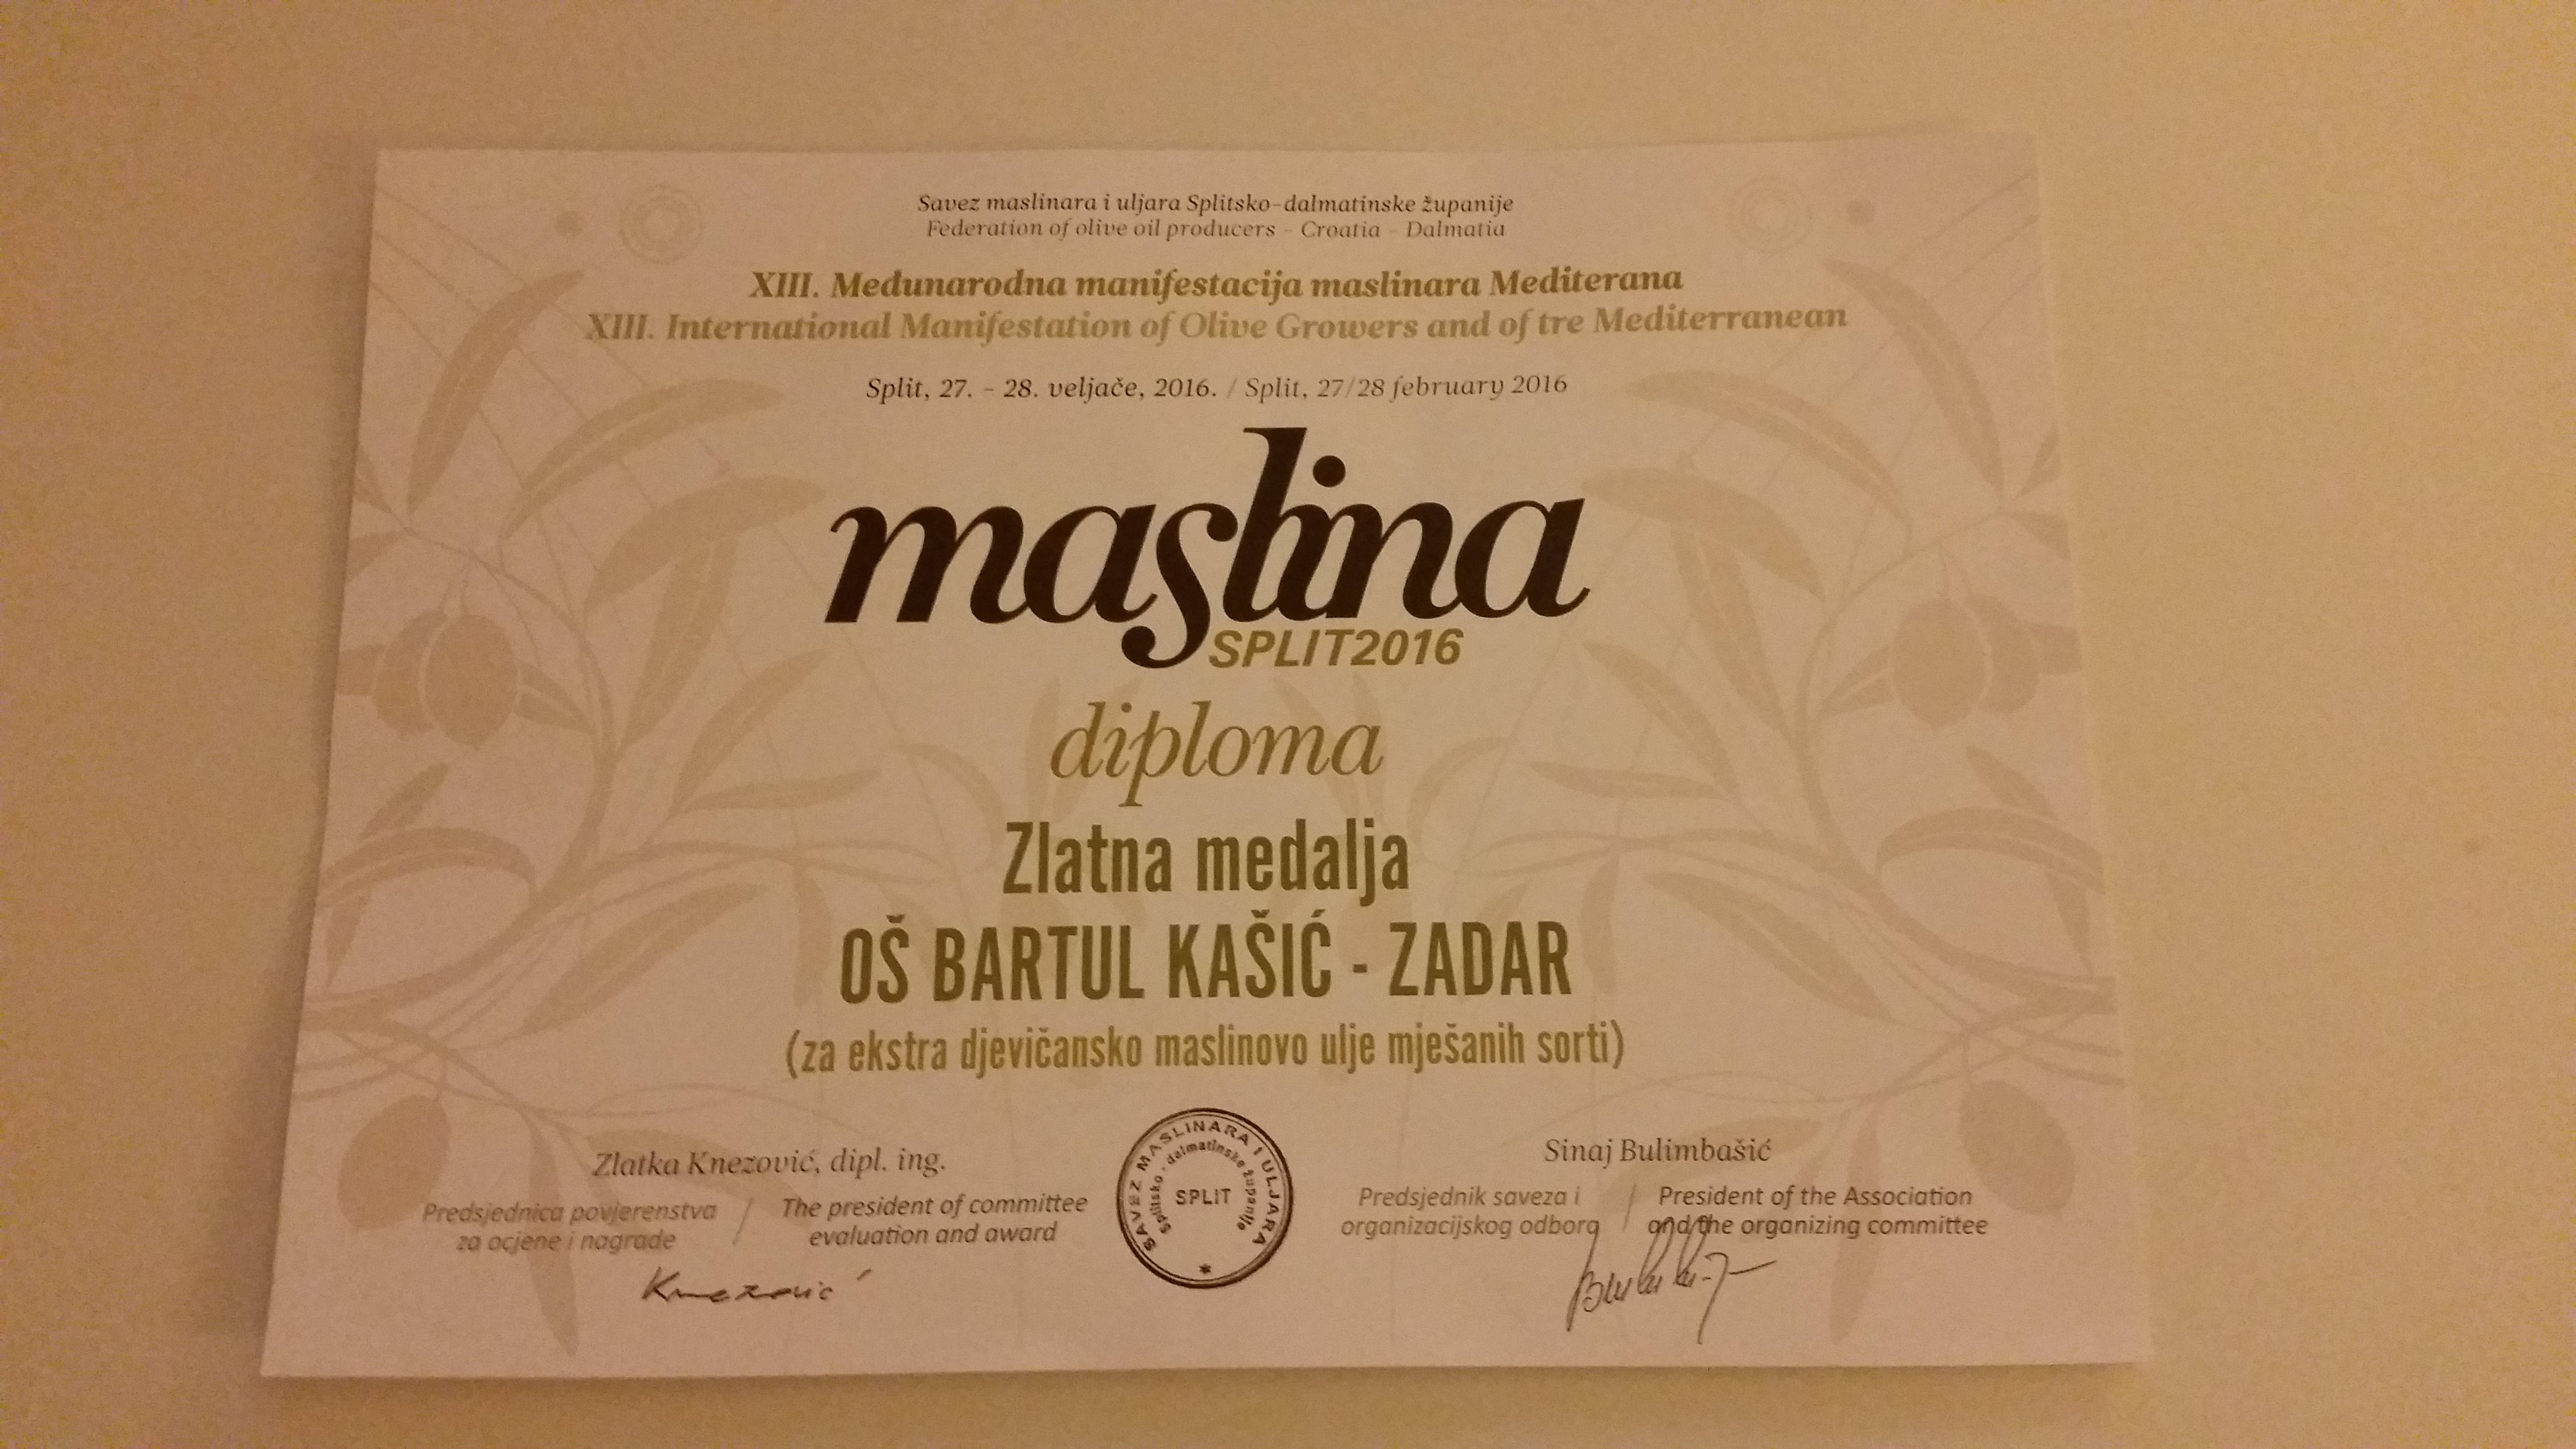 Savez maslinara i uljara Splitsko-dalmatinske županije
Federation of olive oil producers - Croatia - Dalmatia
XIII. Međunarodna manifestacija maslinara Mediterana
XIII. International Manifestation of Olive Growers and of tre Mediterranean
Split, 27. - 28. veljače, 2016. / Split, 27/28 february 2016
maslina
SPLIT2016
diploma
Zlatna medalja
OŠ BARTUL KAŠIĆ - ZADAR
(za ekstra djevičansko maslinovo ulje mješanih sorti)
Zlatka Knezović, dipl. ing.
Predsjednica povjerenstva
za ocjene i nagrade
/
The president of committee
evaluation and award
Knezović
SAVEZ MASLINARA I ULJARA
splitsko - dalmatinske županije
SPLIT
Sinaj Bulimbašić
Predsjednik saveza i
organizacijskog odbora
/
President of the Association
and the organizing committee